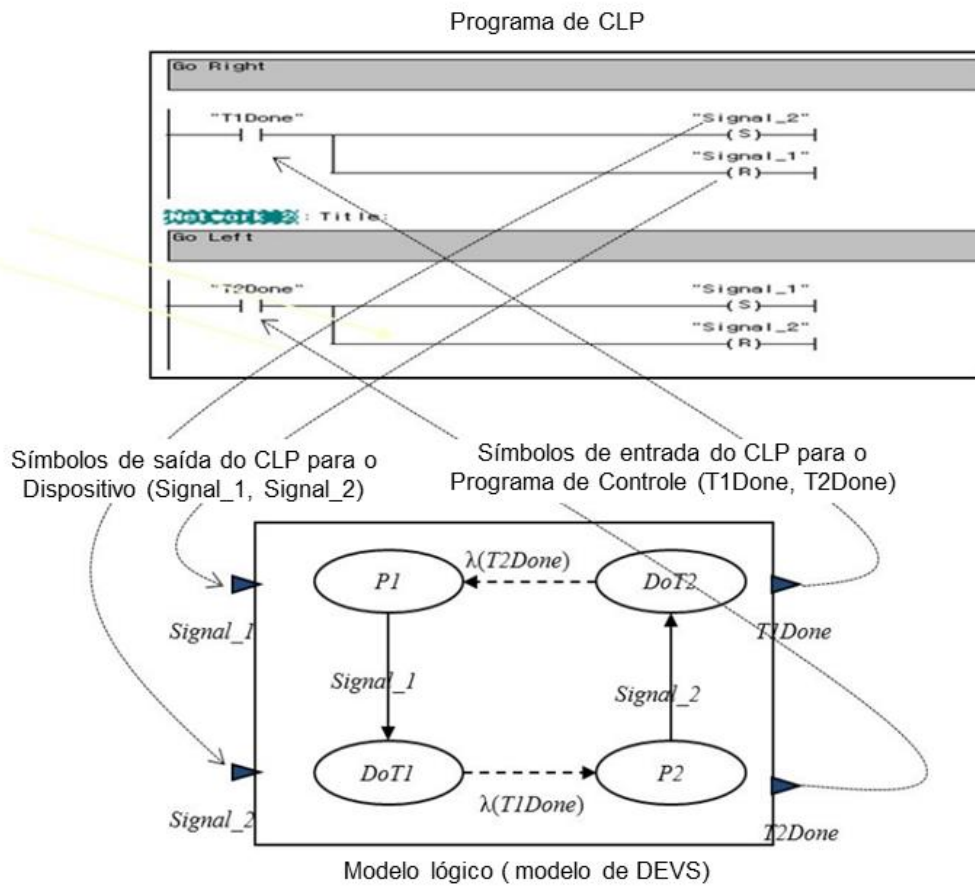 Programa de CLP
Go Right
"T1Done"
"Signal_2"
(S)
"Signal_1"
(R)
Network 2 : Title:
Go Left
"T2Done"
"Signal_1"
(S)
"Signal_2"
(R)
Símbolos de saída do CLP para o
Dispositivo (Signal_1, Signal_2)
Símbolos de entrada do CLP para o
Programa de Controle (T1Done, T2Done)
λ(T2Done)
P1
DoT2
Signal_1
T1Done
Signal_1
Signal_2
DoT1
P2
λ(T1Done)
Signal_2
T2Done
Modelo lógico ( modelo de DEVS)